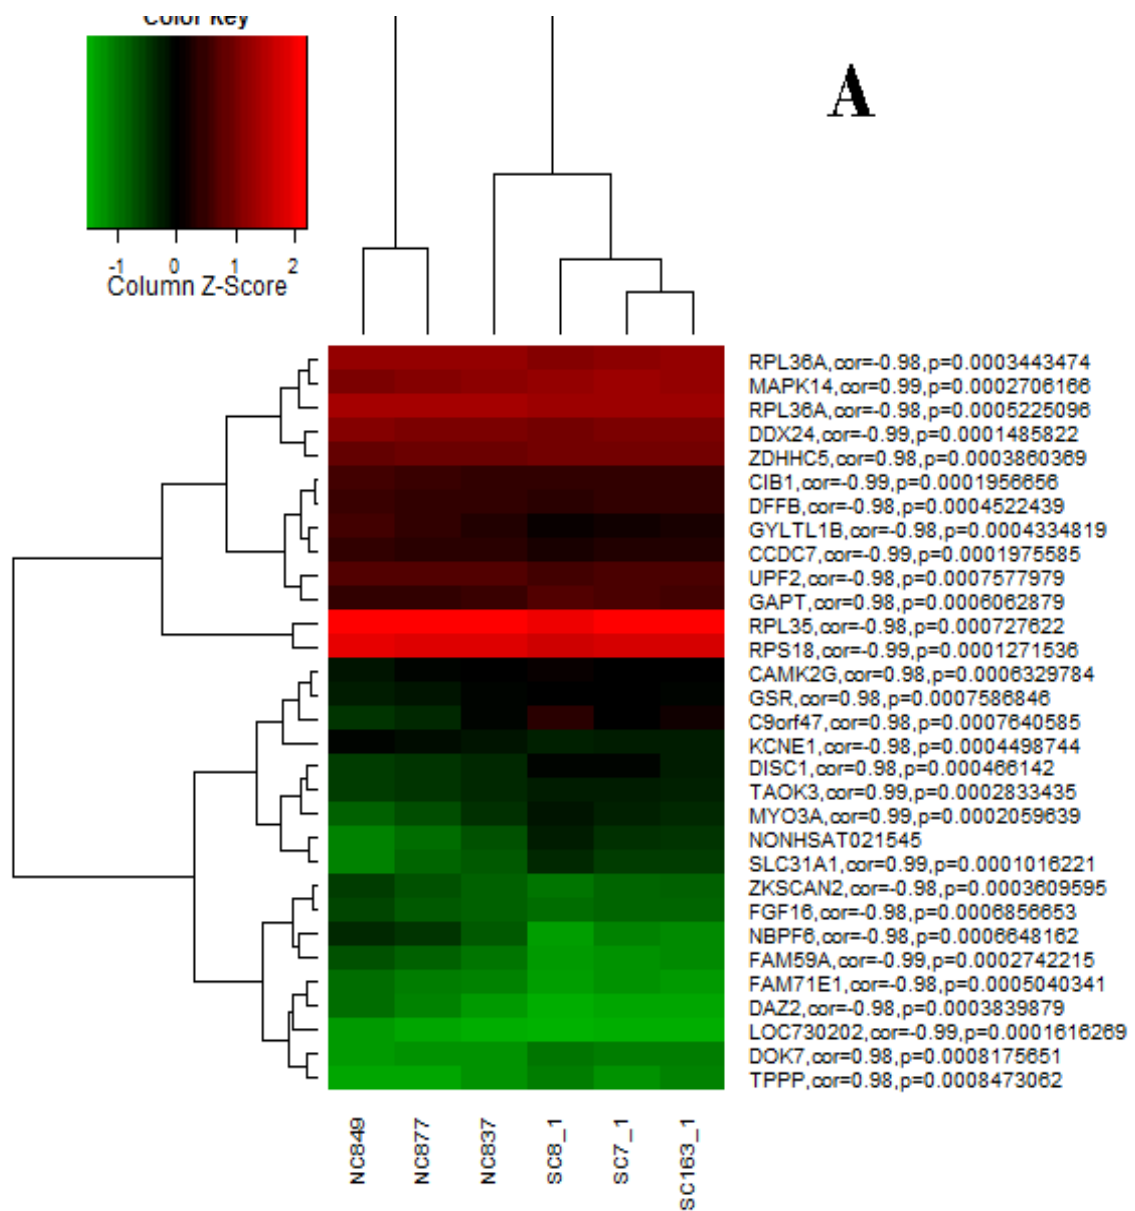 Color Key
A
-1 0 1 2
Column Z-Score
RPL36A,cor=-0.98,p=0.0003443474
MAPK14,cor=0.99,p=0.0002706166
RPL36A,cor=-0.98,p=0.0005225096
DDX24,cor=-0.99,p=0.0001485822
ZDHHC5,cor=0.98,p=0.0003860369
CIB1,cor=-0.99,p=0.0001956656
DFFB,cor=-0.98,p=0.0004522439
GYLTL1B,cor=-0.98,p=0.0004334819
CCDC7,cor=-0.99,p=0.0001975585
UPF2,cor=-0.98,p=0.0007577979
GAPT,cor=0.98,p=0.0006062879
RPL35,cor=-0.98,p=0.000727622
RPS18,cor=-0.99,p=0.0001271536
CAMK2G,cor=0.98,p=0.0006329784
GSR,cor=0.98,p=0.0007586846
C9orf47,cor=0.98,p=0.0007640585
KCNE1,cor=-0.98,p=0.0004498744
DISC1,cor=0.98,p=0.000466142
TAOK3,cor=0.99,p=0.0002833435
MYO3A,cor=0.99,p=0.0002059639
NONHSAT021545
SLC31A1,cor=0.99,p=0.0001016221
ZKSCAN2,cor=-0.98,p=0.0003609595
FGF16,cor=-0.98,p=0.0006856653
NBPF6,cor=-0.98,p=0.0006648162
FAM59A,cor=-0.99,p=0.0002742215
FAM71E1,cor=-0.98,p=0.0005040341
DAZ2,cor=-0.98,p=0.0003839879
LOC730202,cor=-0.99,p=0.0001616269
DOK7,cor=0.98,p=0.0008175651
TPPP,cor=0.98,p=0.0008473062
NC849
NC877
NC837
SC8_1
SC7_1
SC163_1